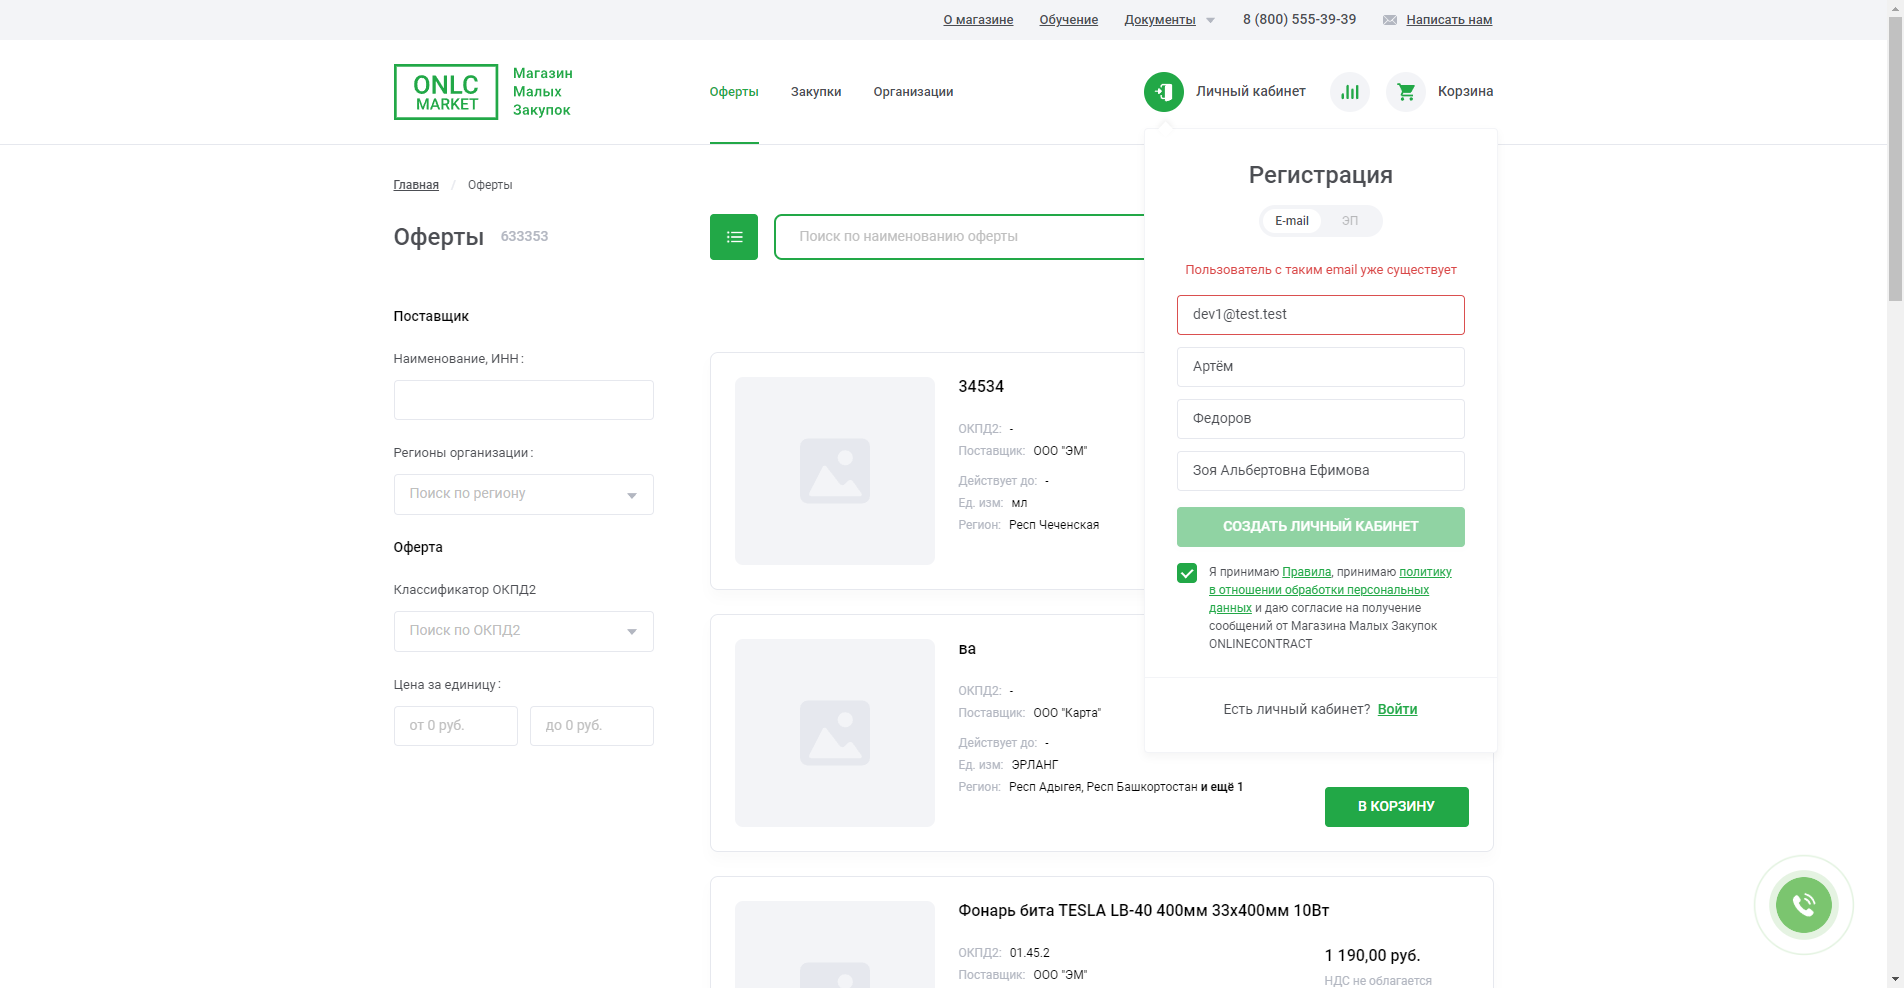 О магазине
Обучение
Документы
8 (800) 555-39-39
Написать нам
ONLC
MARKET
Магазин
Малых
Закупок
Оферты
Закупки
Организации
Личный кабинет
Корзина
Главная / Оферты
Оферты 633353
Поиск по наименованию оферты
Поставщик
Наименование, ИНН:
Регионы организации:
Поиск по региону
Оферта
Классификатор ОКПД2
Поиск по ОКПД2
Цена за единицу:
от 0 руб.
до 0 руб.
34534
ОКПД2: -
Поставщик: ООО "ЭМ"
Действует до: -
Ед. изм: мл
Регион: Респ Чеченская
ва
ОКПД2: -
Поставщик: ООО "Карта"
Действует до: -
Ед. изм: ЭРЛАНГ
Регион: Респ Адыгея, Респ Башкортостан и ещё 1
В КОРЗИНУ
Фонарь бита TESLA LB-40 400мм 33х400мм 10Вт
ОКПД2: 01.45.2
Поставщик: ООО "ЭМ"
1 190,00 руб.
НДС не облагается
Регистрация
E-mail
ЭП
Пользователь с таким email уже существует
dev1@test.test
Артём
Федоров
Зоя Альбертовна Ефимова
СОЗДАТЬ ЛИЧНЫЙ КАБИНЕТ
Я принимаю Правила, принимаю политику
в отношении обработки персональных
данных и даю согласие на получение
сообщений от Магазина Малых Закупок
ONLINECONTRACT
Есть личный кабинет? Войти